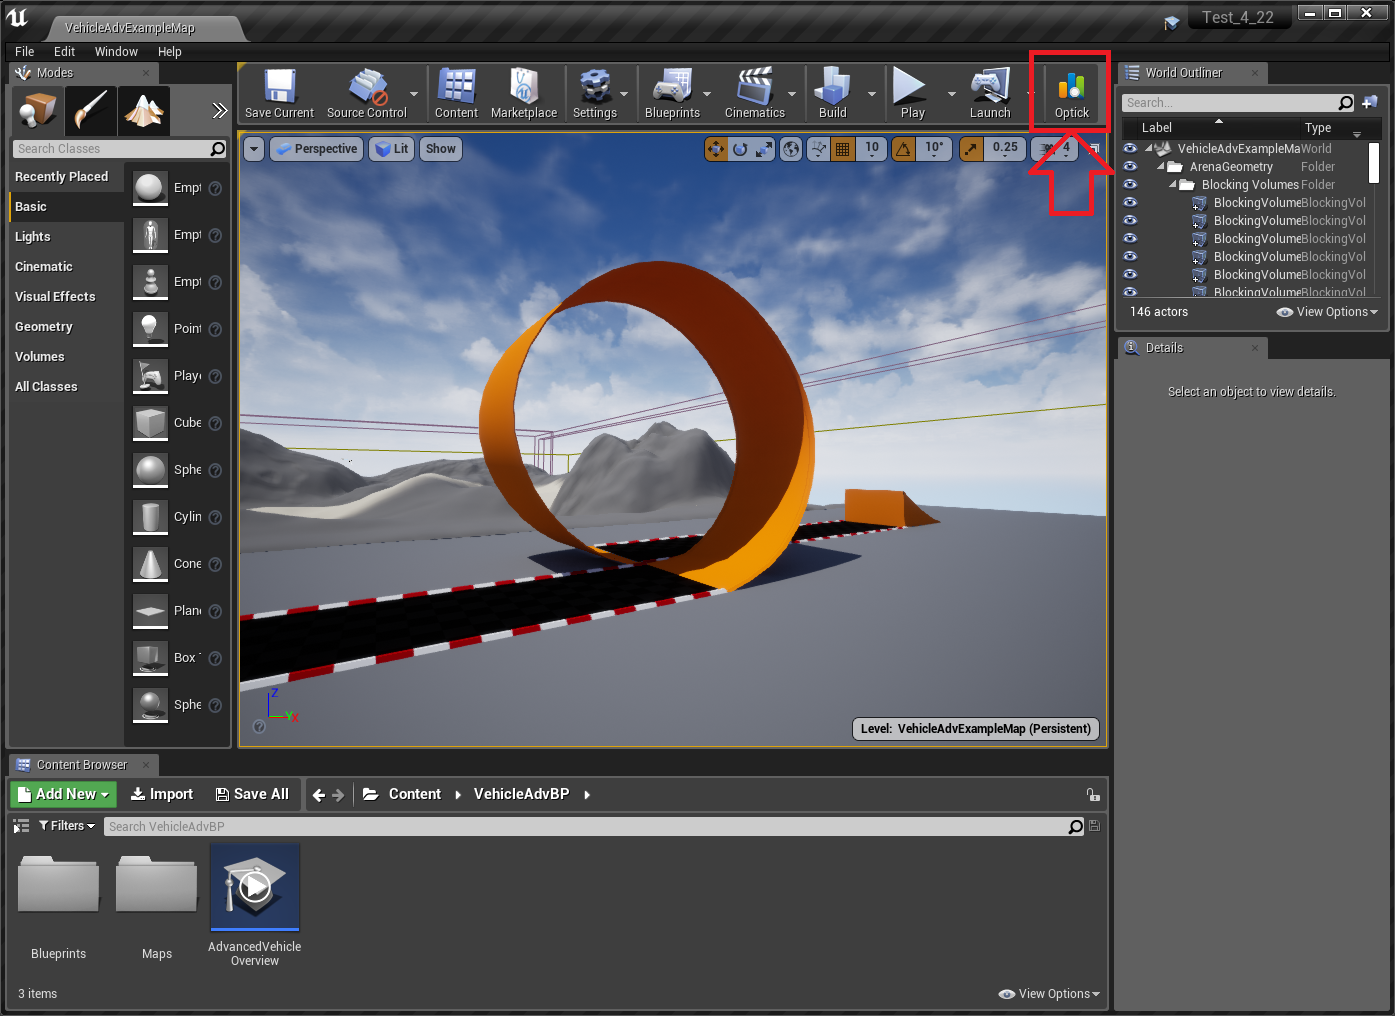 VehicleAdvExampleMap
Test_4_22
File Edit Window Help
Modes
Search Classes
Recently Placed
Basic
Lights
Cinematic
Visual Effects
Geometry
Volumes
All Classes
Empt
Empt
Empt
Point
Playe
Cube
Sphe
Cylin
Cone
Plane
Box
Sphe
Save Current
Source Control
Content
Marketplace
Settings
Blueprints
Cinematics
Build
Play
Launch
Optick
Perspective
Lit
Show
10
10°
0.25
4
Z
Y
X
Level: VehicleAdvExampleMap (Persistent)
World Outliner
Search...
Label Type
VehicleAdvExampleMa World
ArenaGeometry Folder
Blocking Volumes Folder
BlockingVolume BlockingVol
BlockingVolume BlockingVol
BlockingVolume BlockingVol
BlockingVolume BlockingVol
BlockingVolume BlockingVol
BlockingVolume BlockingVol
146 actors
View Options
Details
Select an object to view details.
Content Browser
Add New
Import
Save All
Content
VehicleAdvBP
Filters
Search VehicleAdvBP
Blueprints
Maps
AdvancedVehicle
Overview
3 items
View Options